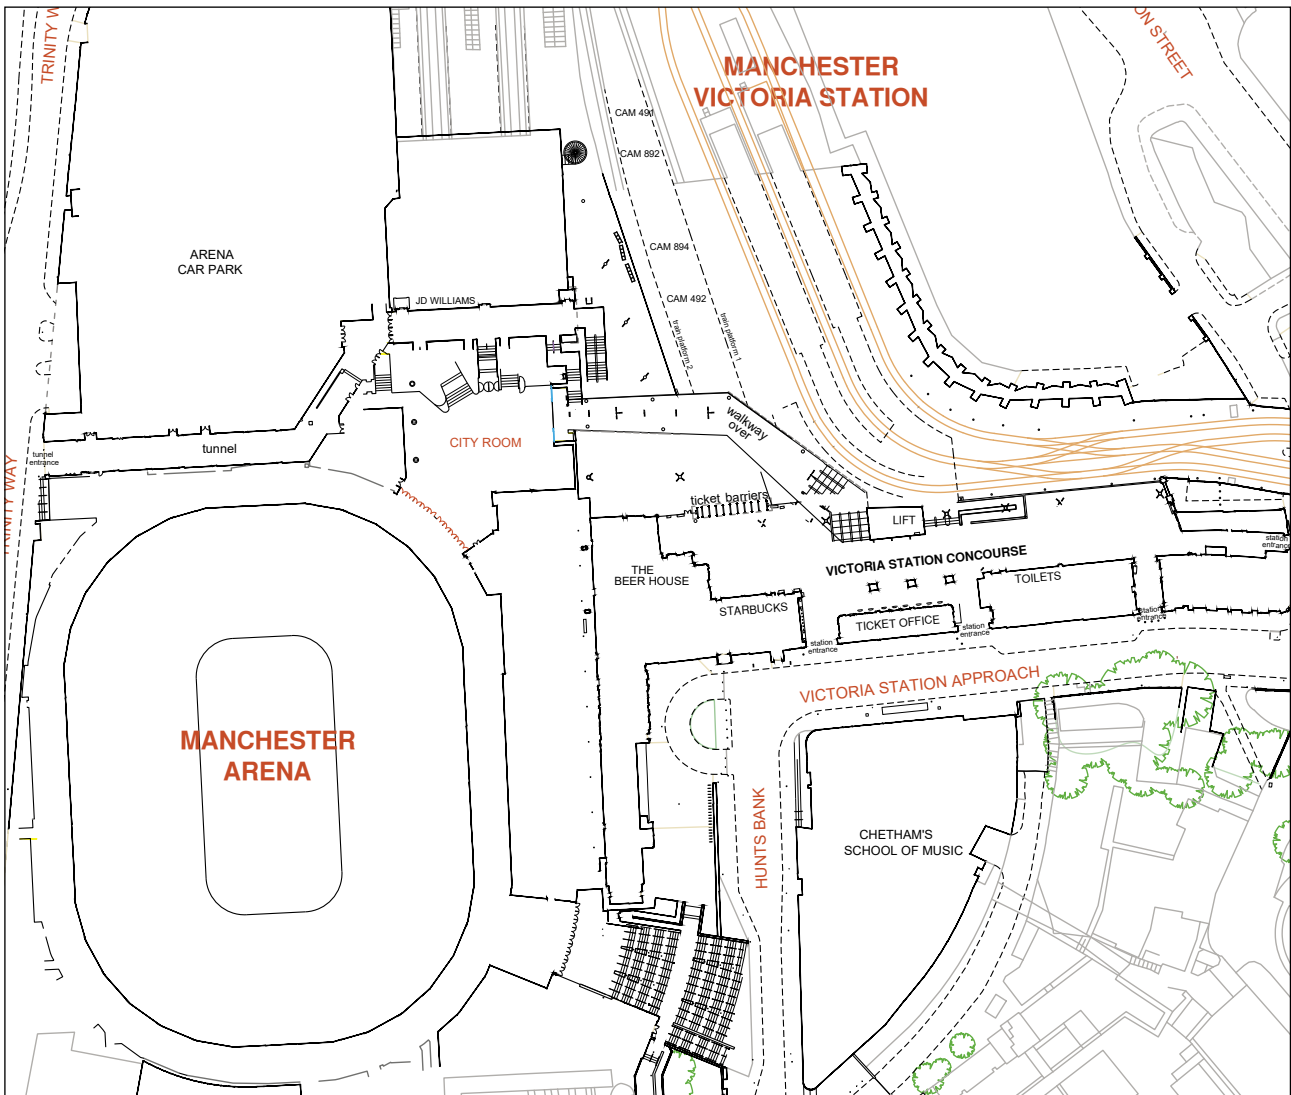 TRINITY W
ON STREET
MANCHESTER
VICTORIA STATION
CAM 491
CAM 892
CAM 894
CAM 492
ARENA
CAR PARK
JD WILLIAMS
train platform 2
train platform 1
walkway
over
CITY ROOM
tunnel
tunnel
entrance
TRINITY WAY
ticket barriers
LIFT
VICTORIA STATION CONCOURSE
station
entrance
THE
BEER HOUSE
STARBUCKS
TOILETS
TICKET OFFICE
station
entrance
station
entrance
station
entrance
VICTORIA STATION APPROACH
MANCHESTER
ARENA
HUNTS BANK
CHETHAM'S
SCHOOL OF MUSIC